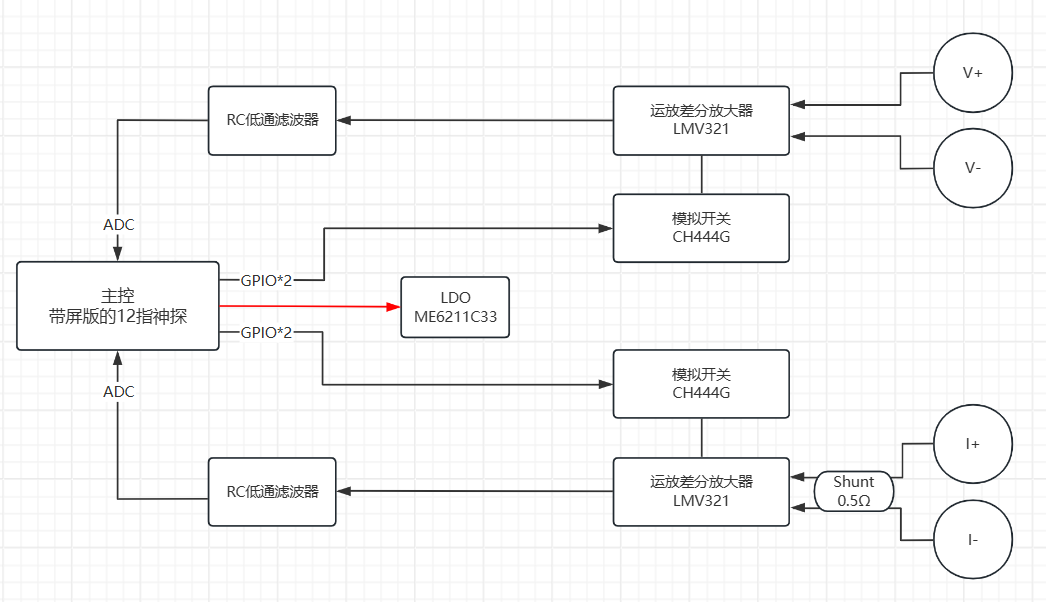 V+
RC低通滤波器
运放差分放大器
LMV321
V-
ADC
模拟开关
CH444G
GPIO*2
主控
带屏版的12指神探
LDO
ME6211C33
GPIO*2
模拟开关
CH444G
ADC
I+
RC低通滤波器
运放差分放大器
LMV321
Shunt
0.5Ω
I-